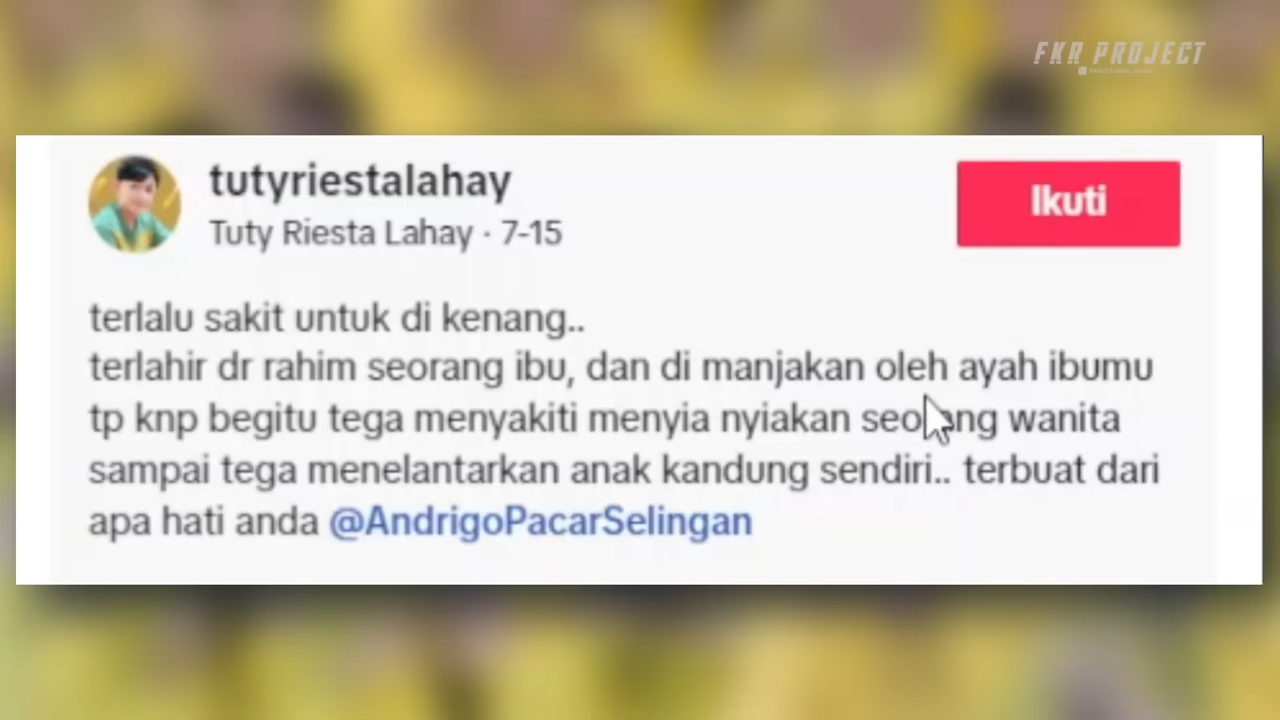 FKR PROJECT
tutyriestalahay
Tuty Riesta Lahay · 7-15
Ikuti
terlalu sakit untuk di kenang..
terlahir dr rahim seorang ibu, dan di manjakan oleh ayah ibumu
tp knp begitu tega menyakiti menyia nyiakan seorang wanita
sampai tega menelantarkan anak kandung sendiri.. terbuat dari
apa hati anda @AndrigoPacarSelingan